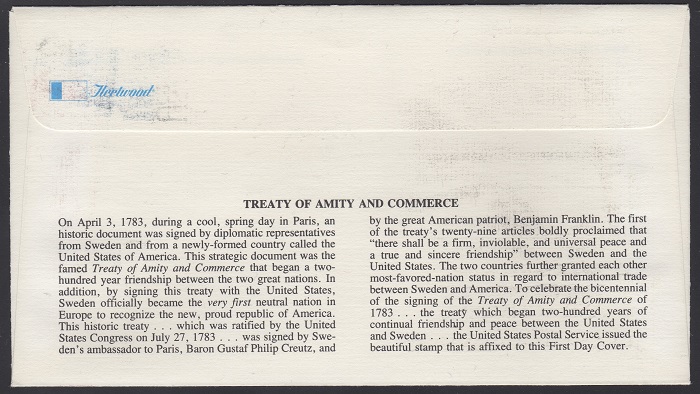 Fleetwood
TREATY OF AMITY AND COMMERCE
On April 3, 1783, during a cool, spring day in Paris, an
historic document was signed by diplomatic representatives
from Sweden and from a newly-formed country called the
United States of America. This strategic document was the
famed Treaty of Amity and Commerce that began a two-
hundred year friendship between the two great nations. In
addition, by signing this treaty with the United States,
Sweden officially became the very first neutral nation in
Europe to recognize the new, proud republic of America.
This historic treaty . . . which was ratified by the United
States Congress on July 27, 1783 . . . was signed by Swe-
den's ambassador to Paris, Baron Gustaf Philip Creutz, and
by the great American patriot, Benjamin Franklin. The first
of the treaty's twenty-nine articles boldly proclaimed that
“there shall be a firm, inviolable, and universal peace and
a true and sincere friendship” between Sweden and the
United States. The two countries further granted each other
most-favored-nation status in regard to international trade
between Sweden and America. To celebrate the bicentennial
of the signing of the Treaty of Amity and Commerce of
1783 . . . the treaty which began two-hundred years of
continual friendship and peace between the United States
and Sweden . . . the United States Postal Service issued the
beautiful stamp that is affixed to this First Day Cover.